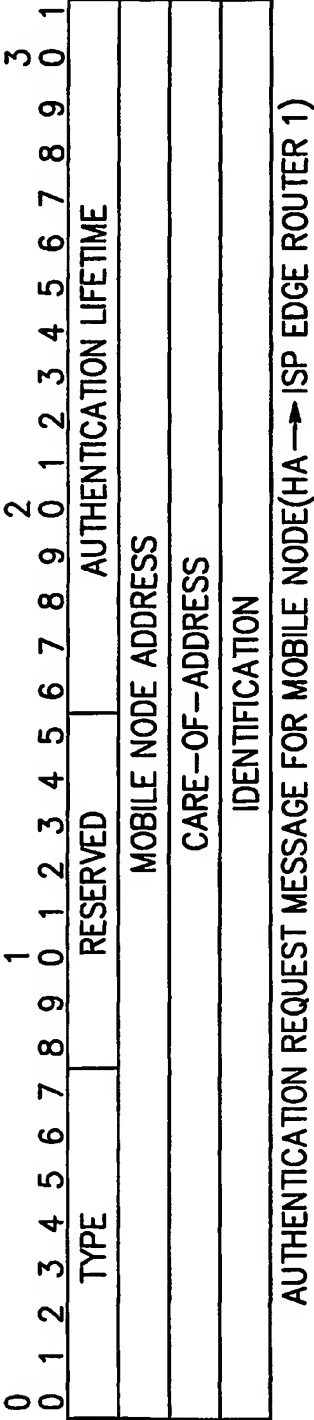 0 1 2 3
0 1 2 3 4 5 6 7 8 9 0 1 2 3 4 5 6 7 8 9 0 1 2 3 4 5 6 7 8 9 0 1
TYPE RESERVED AUTHENTICATION LIFETIME
MOBILE NODE ADDRESS
CARE-OF-ADDRESS
IDENTIFICATION
AUTHENTICATION REQUEST MESSAGE FOR MOBILE NODE(HA→ISP EDGE ROUTER 1)